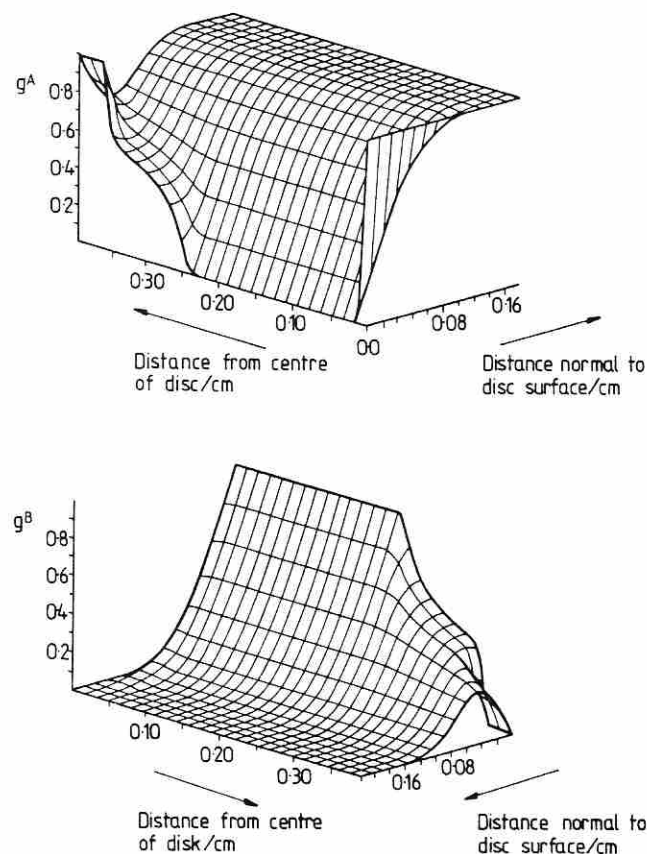 gA
0·8
0·6
0·4
0·2
0·30
0·20
0·10
0·0
0·08
0·16
Distance from centre
of disc/cm
Distance normal to
disc surface/cm
gB
0·8
0·6
0·4
0·2
0·10
0·20
0·30
0·16
0·08
Distance from centre
of disk/cm
Distance normal to
disc surface/cm